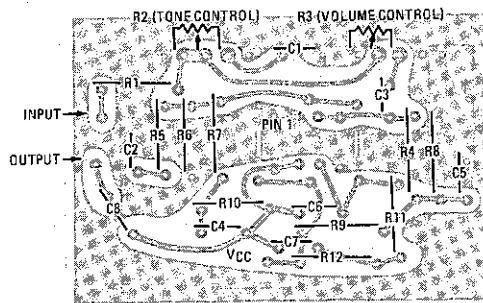 R2 (TONE CONTROL) R3 (VOLUME CONTROL)
C1
R1
C3
INPUT
PIN 1
C2 R5 R6 R7 R4 R8
OUTPUT
C5
R10 C6
C8 R11
C4 R9
VCC C7
R12